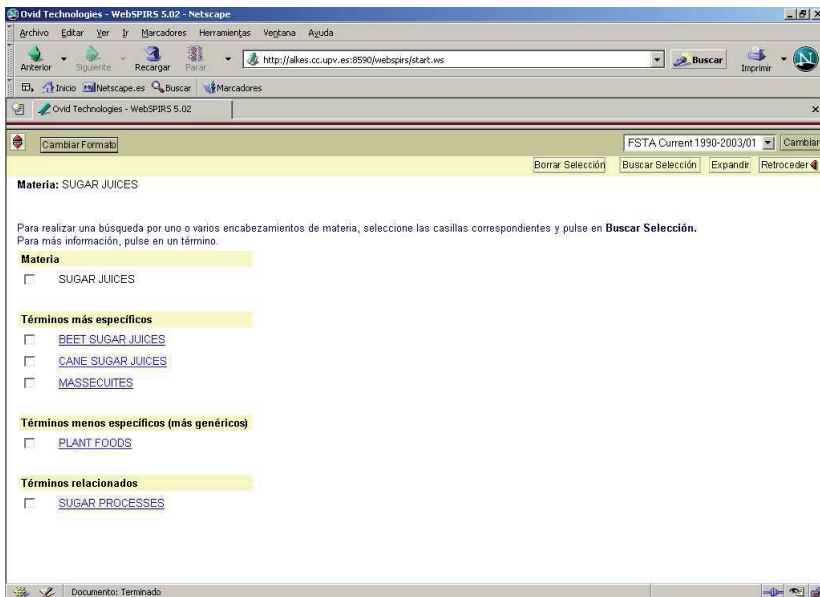 Ovid Technologies - WebSPIRS 5.02 - Netscape
Archivo Editar Ver Ir Marcadores Herramientas Ventana Ayuda
Anterior Siguiente Recargar Parar http://alkes.cc.upv.es:8590/webspirs/start.ws Buscar Imprimir N
Inicio Netscape.es Buscar Marcadores
Ovid Technologies - WebSPIRS 5.02
Cambiar Formato FSTA Current 1990-2003/01 Cambiar
Borrar Selección Buscar Selección Expandir Retroceder
Materia: SUGAR JUICES
Para realizar una búsqueda por uno o varios encabezamientos de materia, seleccione las casillas correspondientes y pulse en Buscar Selección.
Para más información, pulse en un término.
Materia
SUGAR JUICES
Términos más específicos
BEET SUGAR JUICES
CANE SUGAR JUICES
MASSECUITES
Términos menos específicos (más genéricos)
PLANT FOODS
Términos relacionados
SUGAR PROCESSES
Documento: Terminado